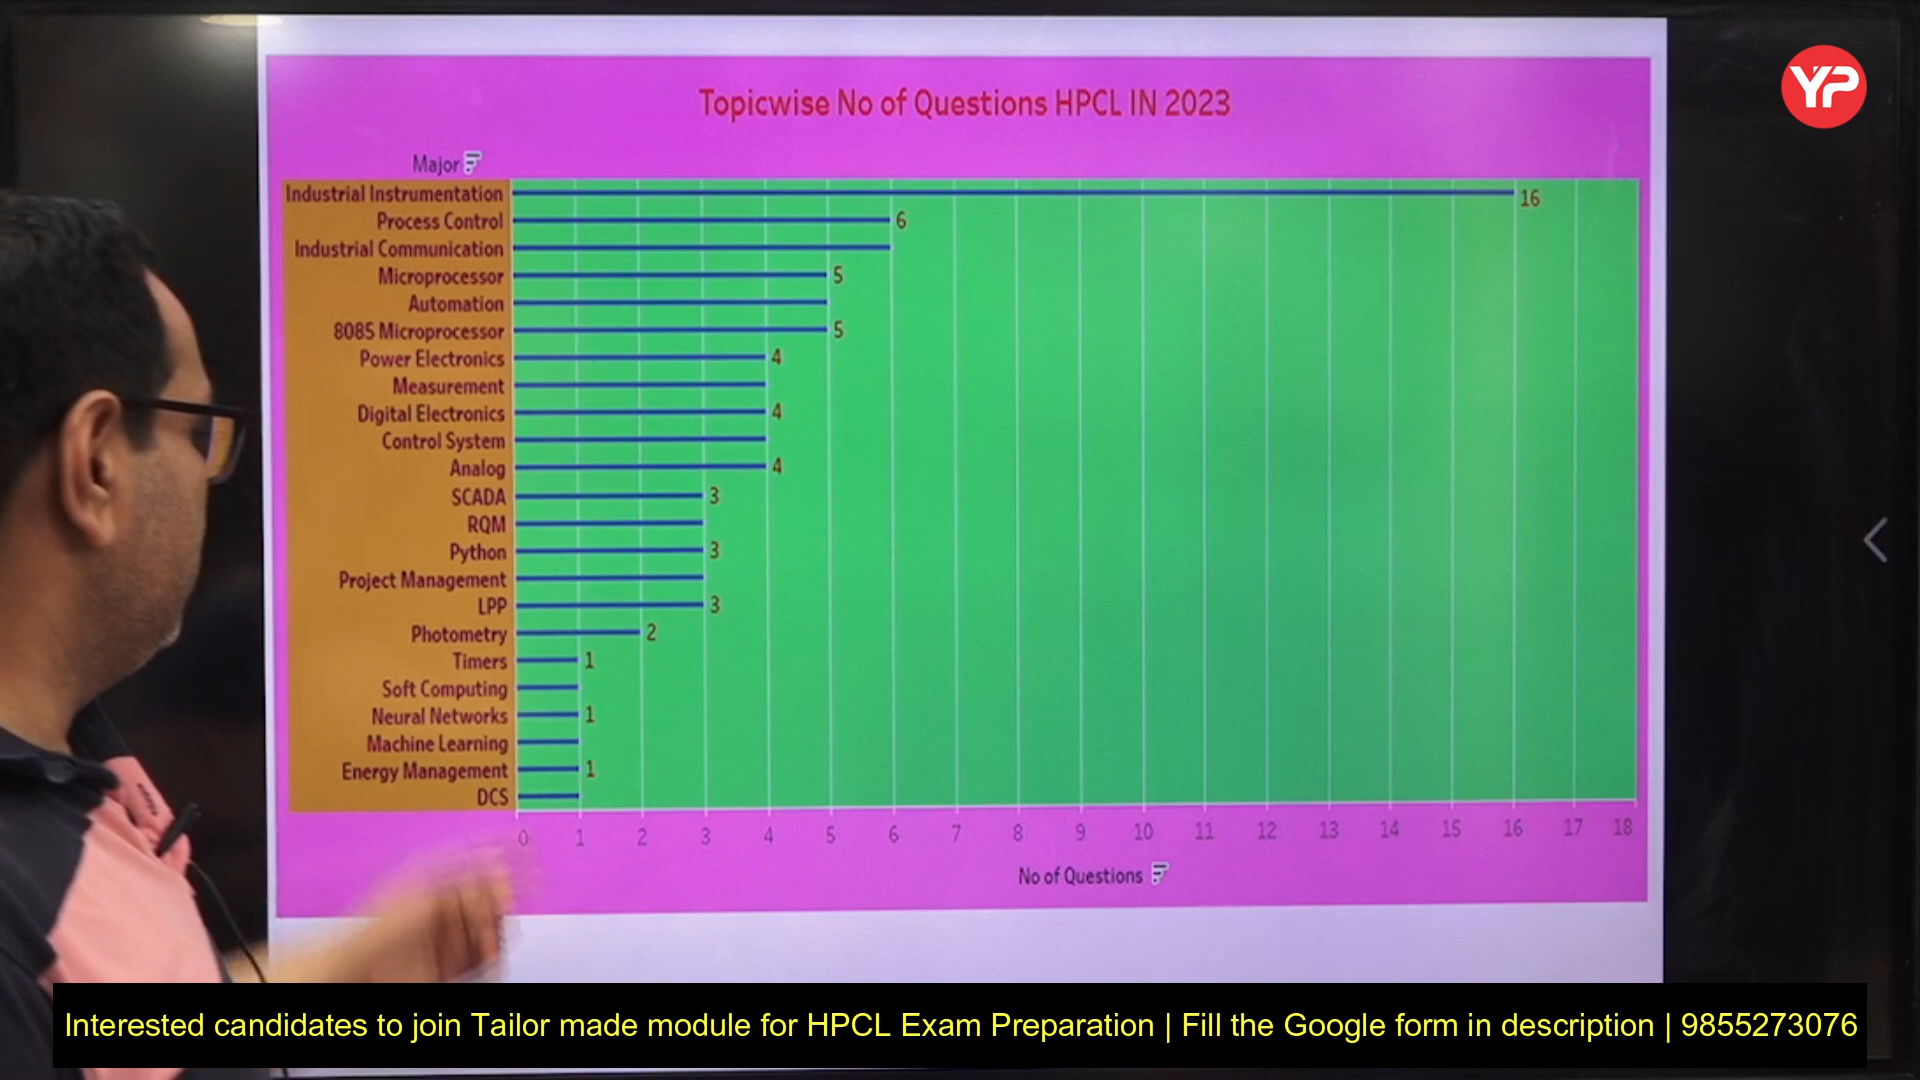 YP
Topicwise No of Questions HPCL IN 2023
Major
Industrial Instrumentation 16
Process Control 6
Industrial Communication
Microprocessor 5
Automation
8085 Microprocessor 5
Power Electronics 4
Measurement
Digital Electronics 4
Control System
Analog 4
SCADA 3
RQM
Python 3
Project Management
LPP 3
Photometry 2
Timers 1
Soft Computing
Neural Networks 1
Machine Learning
Energy Management 1
DCS
0 1 2 3 4 5 6 7 8 9 10 11 12 13 14 15 16 17 18
No of Questions
Interested candidates to join Tailor made module for HPCL Exam Preparation | Fill the Google form in description | 9855273076